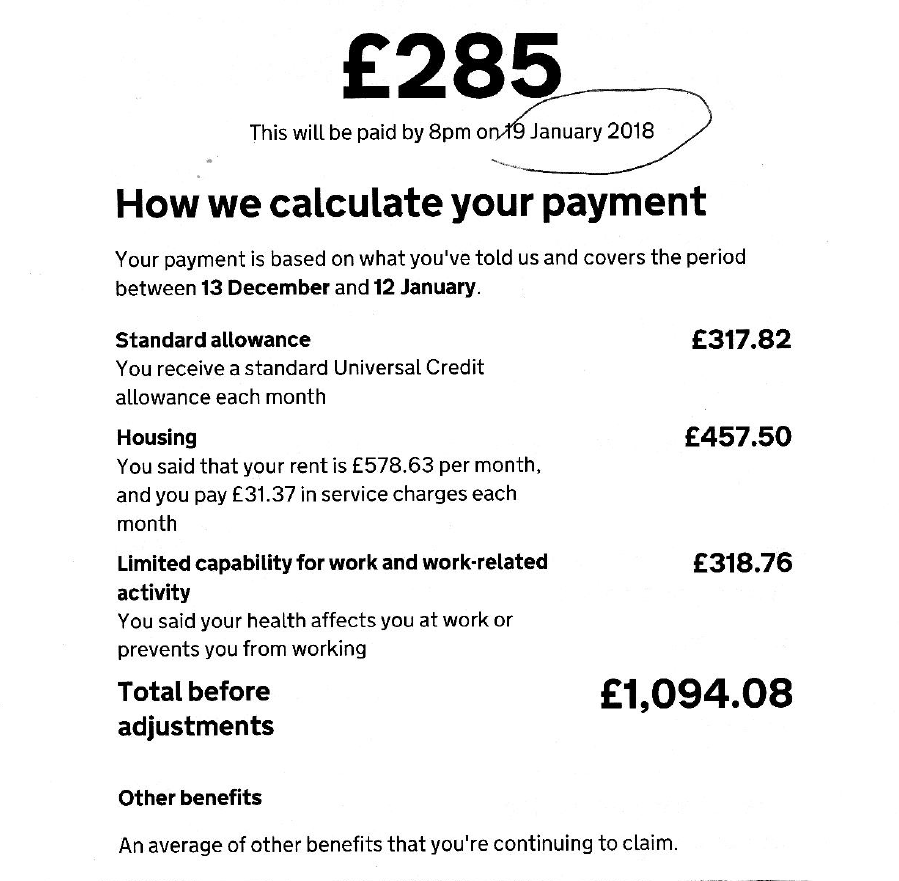 £285
This will be paid by 8pm on 19 January 2018
How we calculate your payment
Your payment is based on what you've told us and covers the period
between 13 December and 12 January.
Standard allowance £317.82
You receive a standard Universal Credit
allowance each month
Housing £457.50
You said that your rent is £578.63 per month,
and you pay £31.37 in service charges each
month
Limited capability for work and work-related £318.76
activity
You said your health affects you at work or
prevents you from working
Total before £1,094.08
adjustments
Other benefits
An average of other benefits that you're continuing to claim.